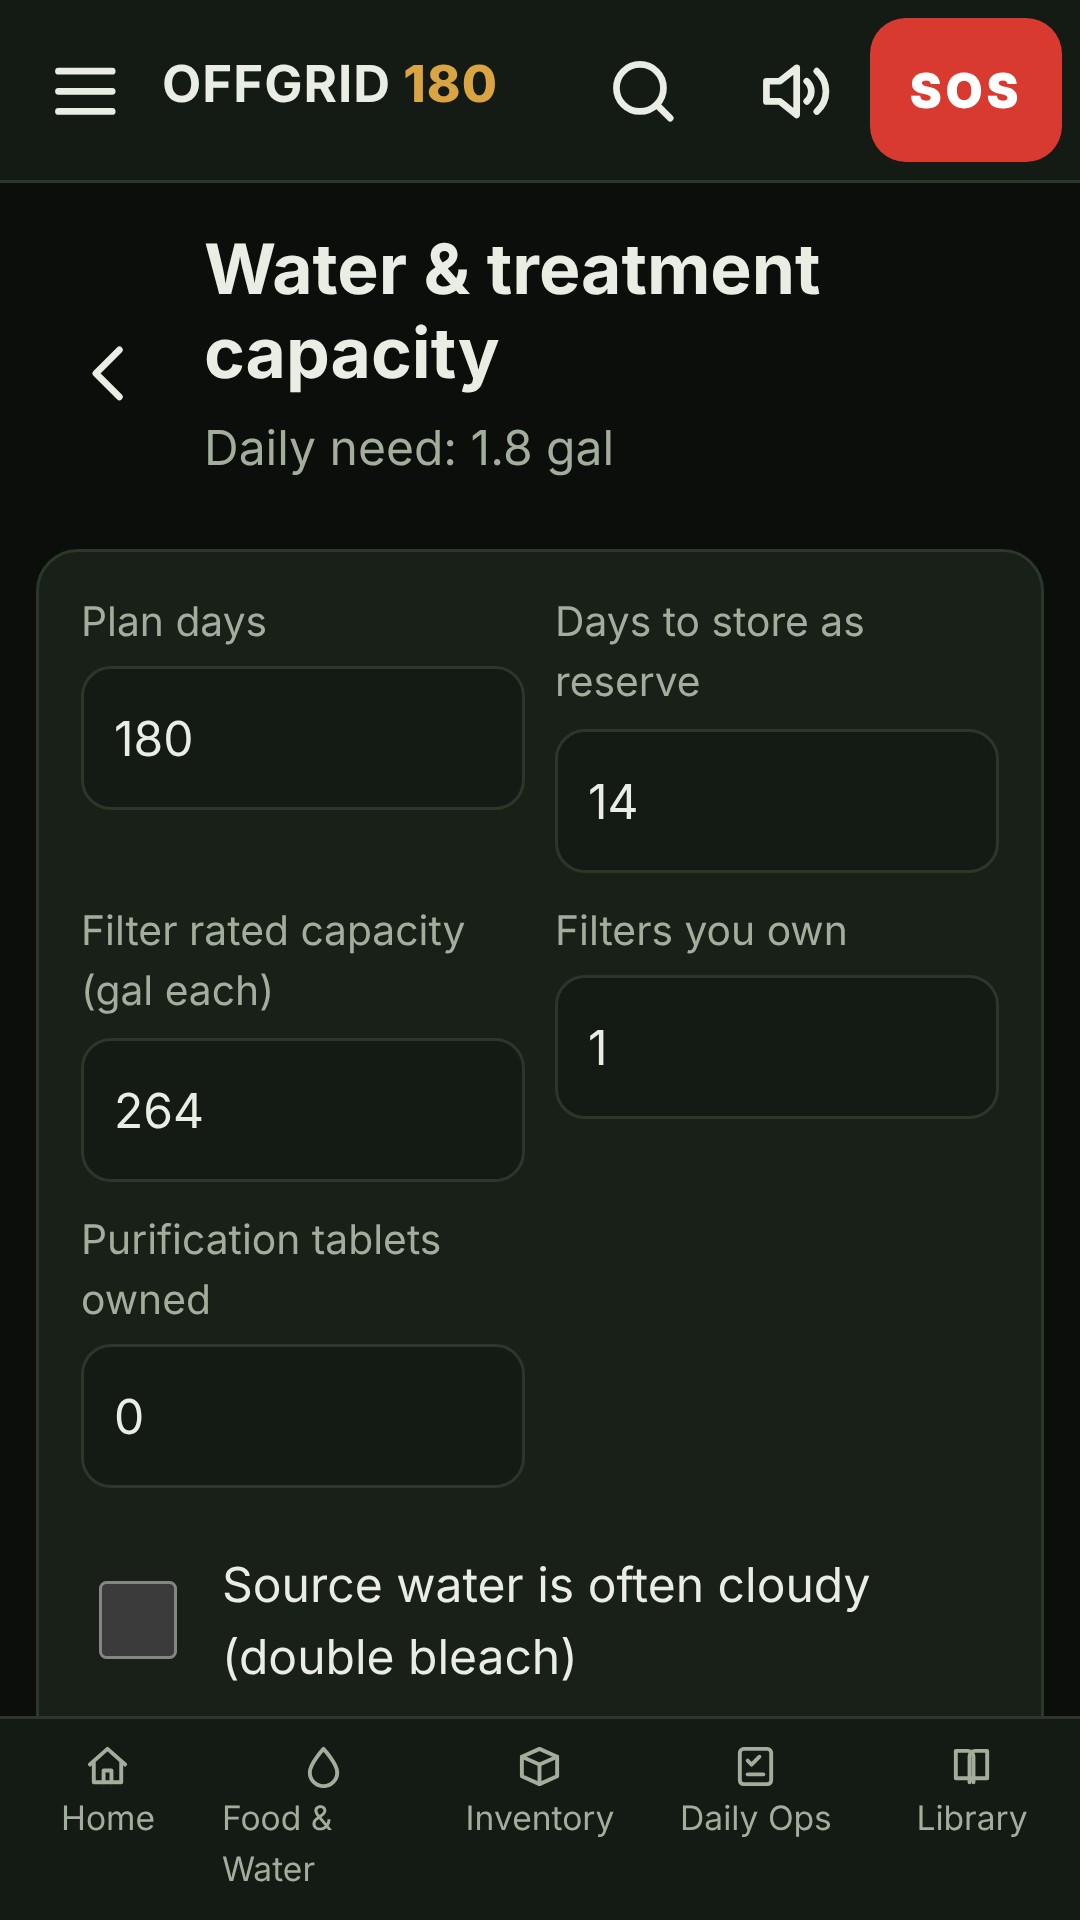 OFFGRID 180
SOS
Water & treatment
capacity
Daily need: 1.8 gal
Plan days
180
Days to store as
reserve
14
Filter rated capacity
(gal each)
264
Filters you own
1
Purification tablets
owned
0
Source water is often cloudy
(double bleach)
Home
Food &
Water
Inventory
Daily Ops
Library